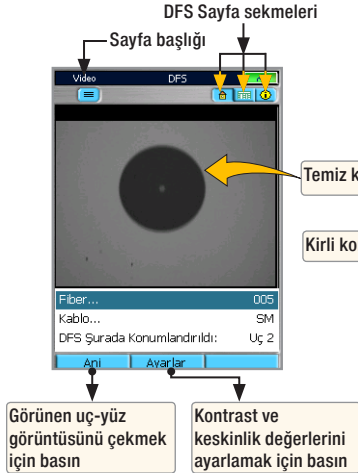 DFS Sayfa sekmeleri
Sayfa başlığı
Video DFS
Temiz k
Kirli ko
Fiber... 005
Kablo... SM
DFS Şurada Konumlandırıldı: Uç 2
Ani Ayarlar
Görünen uç-yüz
görüntüsünü çekmek
için basın
Kontrast ve
keskinlik değerlerini
ayarlamak için basın